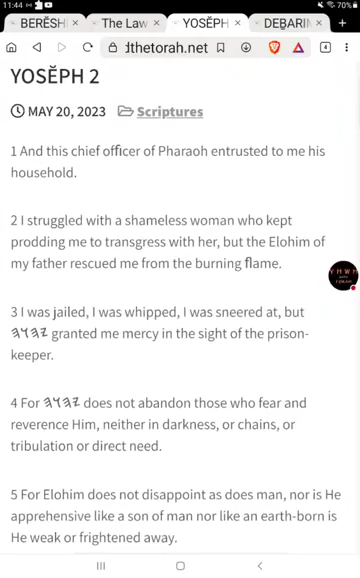 11:44
70%
BERĔSHI
The Law
YOSĔPH
DEḆARIN
dthetorah.net
4
YOSĔPH 2
MAY 20, 2023 Scriptures
1 And this chief officer of Pharaoh entrusted to me his
household.
2 I struggled with a shameless woman who kept
prodding me to transgress with her, but the Elohim of
my father rescued me from the burning flame.
3 I was jailed, I was whipped, I was sneered at, but
𐤉𐤄𐤅𐤄 granted me mercy in the sight of the prison-
keeper.
4 For 𐤉𐤄𐤅𐤄 does not abandon those who fear and
reverence Him, neither in darkness, or chains, or
tribulation or direct need.
5 For Elohim does not disappoint as does man, nor is He
apprehensive like a son of man nor like an earth-born is
He weak or frightened away.